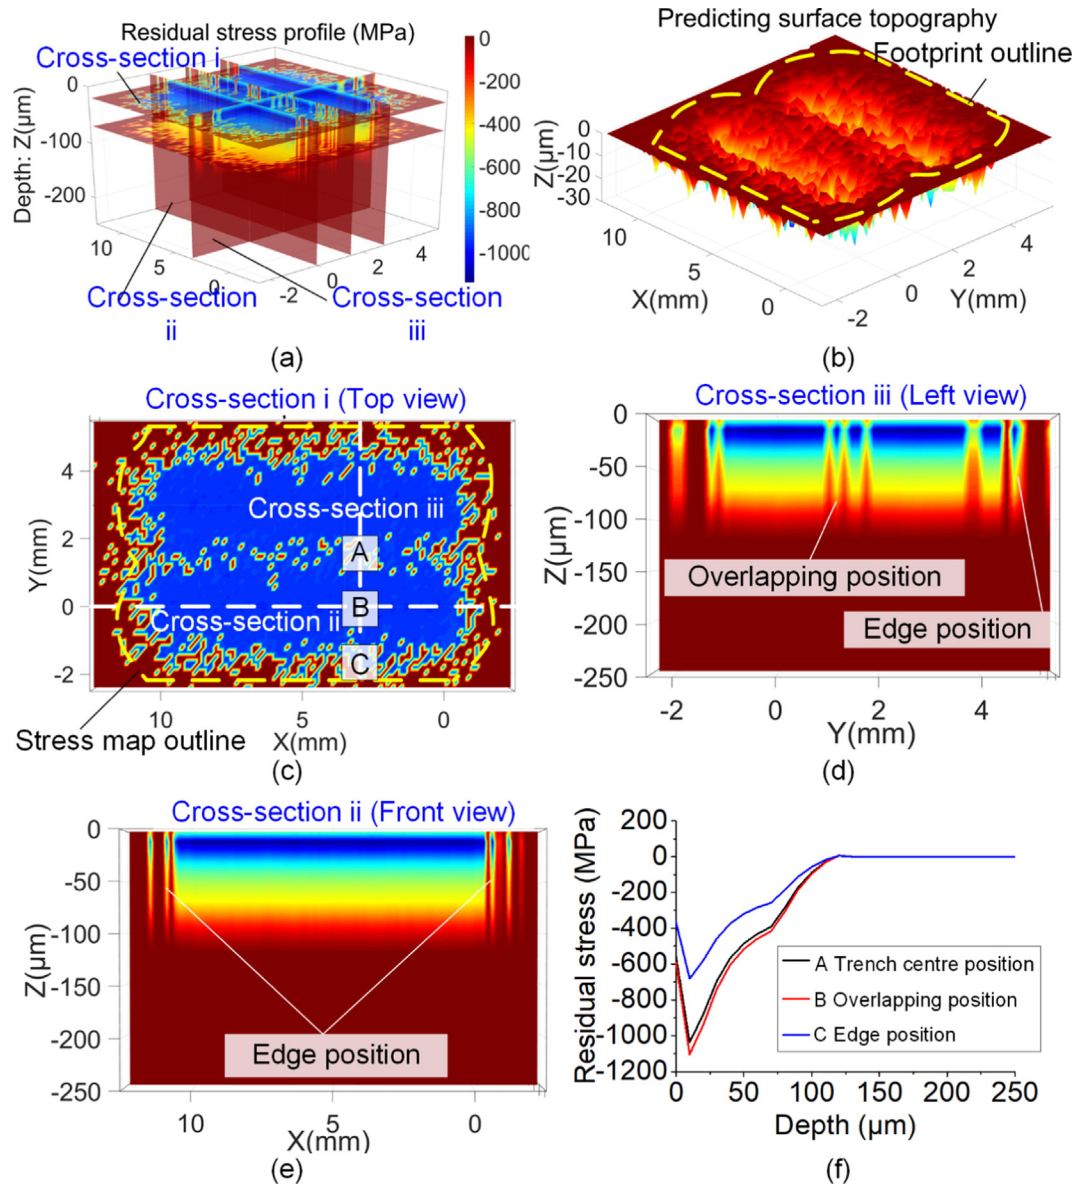 Residual stress profile (MPa)
Cross-section i
0
-100
-200
Depth: Z(µm)
10
5
0
-2
0
2
4
0
-200
-400
-600
-800
-1000
Cross-section
ii
Cross-section
iii
(a)
Predicting surface topography
Footprint outline
0
-10
-20
-30
Z(µm)
10
5
0
X(mm)
-2
0
2
4
Y(mm)
(b)
Cross-section i (Top view)
4
2
0
-2
Y(mm)
Cross-section iii
A
B
Cross-section ii
C
10
5
0
Stress map outline
X(mm)
(c)
Cross-section iii (Left view)
0
-50
-100
-150
-200
-250
Z(µm)
Overlapping position
Edge position
-2
0
2
4
Y(mm)
(d)
Cross-section ii (Front view)
0
-50
-100
-150
-200
-250
Z(µm)
Edge position
10
5
0
X(mm)
(e)
200
0
-200
-400
-600
-800
-1000
-1200
Residual stress (MPa)
A Trench centre position
B Overlapping position
C Edge position
0
50
100
150
200
250
Depth (µm)
(f)